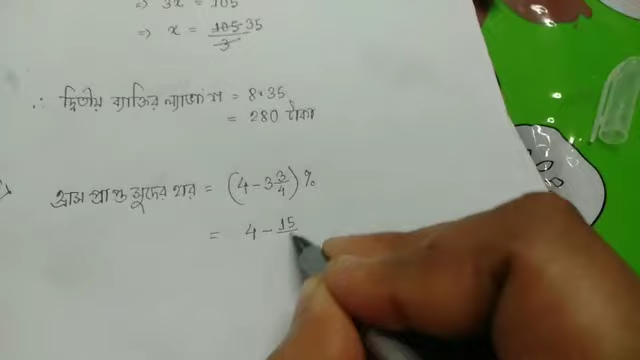 ⇒ 3x = 105
⇒ x = 105 35 / 3
∴ দ্বিতীয় ব্যক্তির ল্যাভাংশ = 8·35
= 280 টাকা
হ্রাস প্রাপ্ত সুদের হার = (4 - 3 3/4) %
= 4 - 15